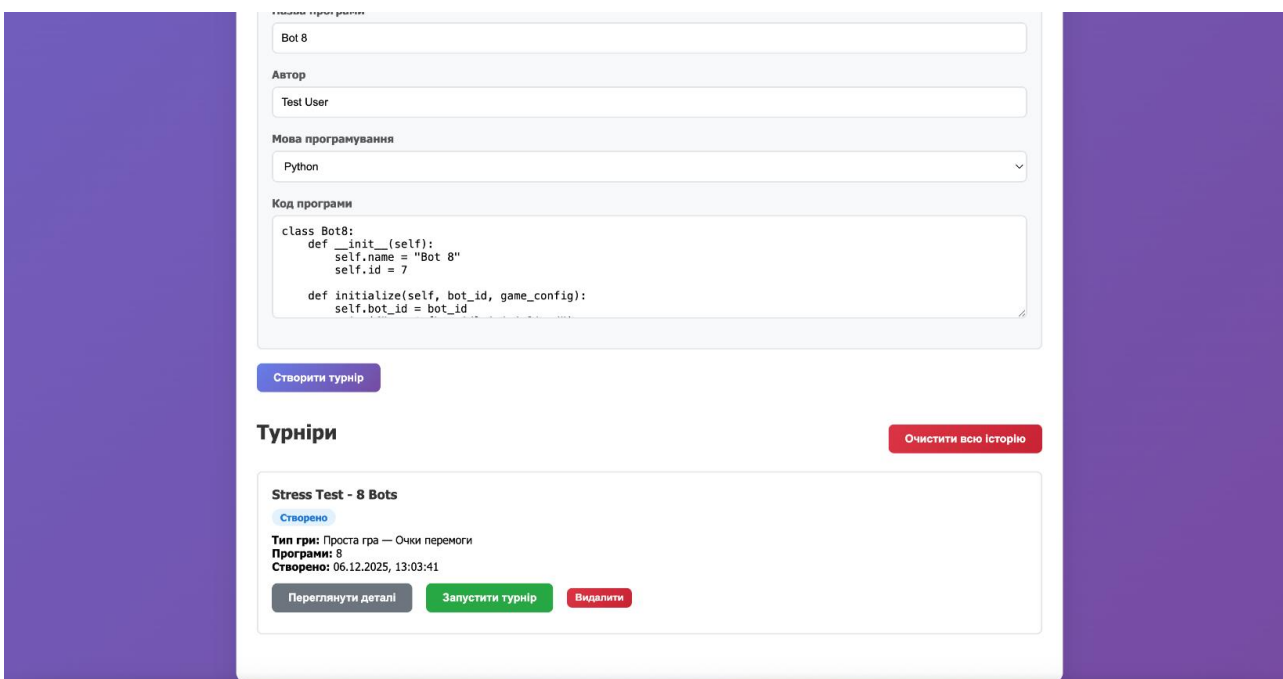 Назва програми
Bot 8
Автор
Test User
Мова програмування
Python
Код програми
class Bot8:
    def __init__(self):
        self.name = "Bot 8"
        self.id = 7
    def initialize(self, bot_id, game_config):
        self.bot_id = bot_id
Створити турнір
Турніри
Очистити всю історію
Stress Test - 8 Bots
Створено
Тип гри: Проста гра — Очки перемоги
Програми: 8
Створено: 06.12.2025, 13:03:41
Переглянути деталі
Запустити турнір
Видалити